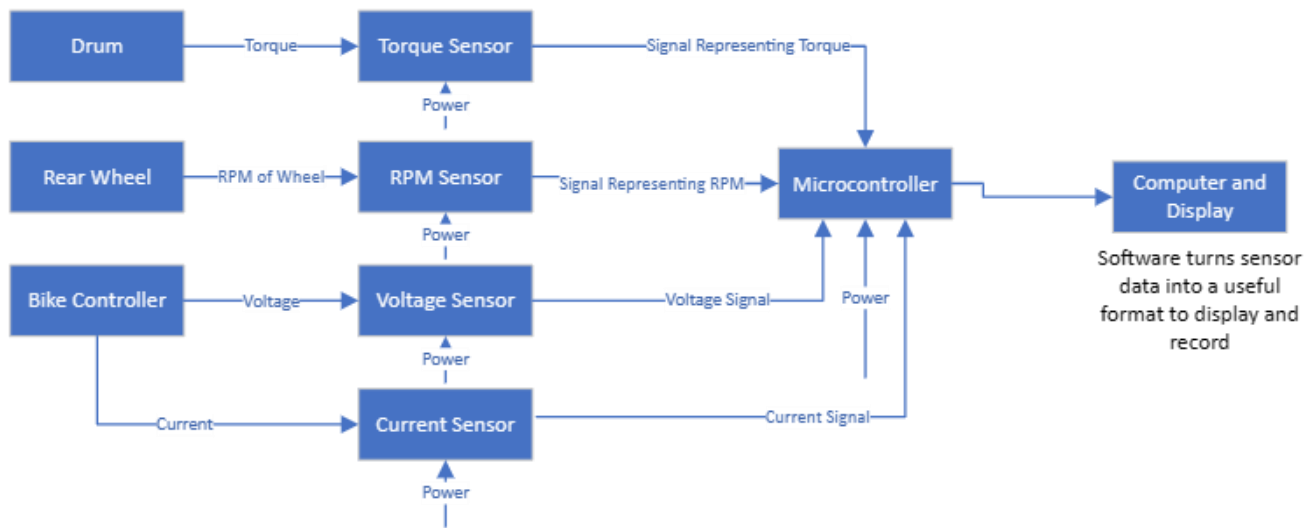 Drum
Torque
Torque Sensor
Signal Representing Torque
Power
Rear Wheel
RPM of Wheel
RPM Sensor
Signal Representing RPM
Microcontroller
Computer and
Display
Software turns sensor
data into a useful
format to display and
record
Power
Bike Controller
Voltage
Voltage Sensor
Voltage Signal
Power
Power
Current
Current Sensor
Current Signal
Power